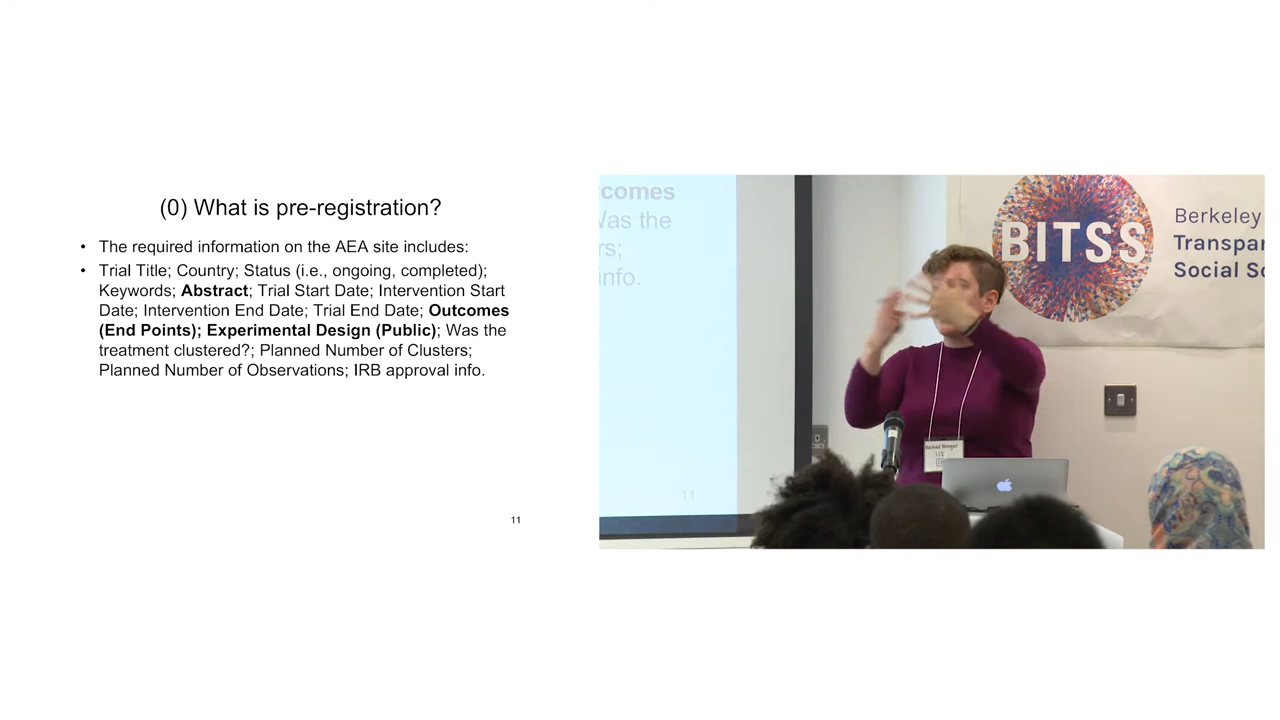 (0) What is pre-registration?
• The required information on the AEA site includes:
• Trial Title; Country; Status (i.e., ongoing, completed);
Keywords; Abstract; Trial Start Date; Intervention Start
Date; Intervention End Date; Trial End Date; Outcomes
(End Points); Experimental Design (Public); Was the
treatment clustered?; Planned Number of Clusters;
Planned Number of Observations; IRB approval info.
11
comes
Was the
rs;
info.
11
BITSS
Berkeley
Transpar
Social Sc
Rachael Meager